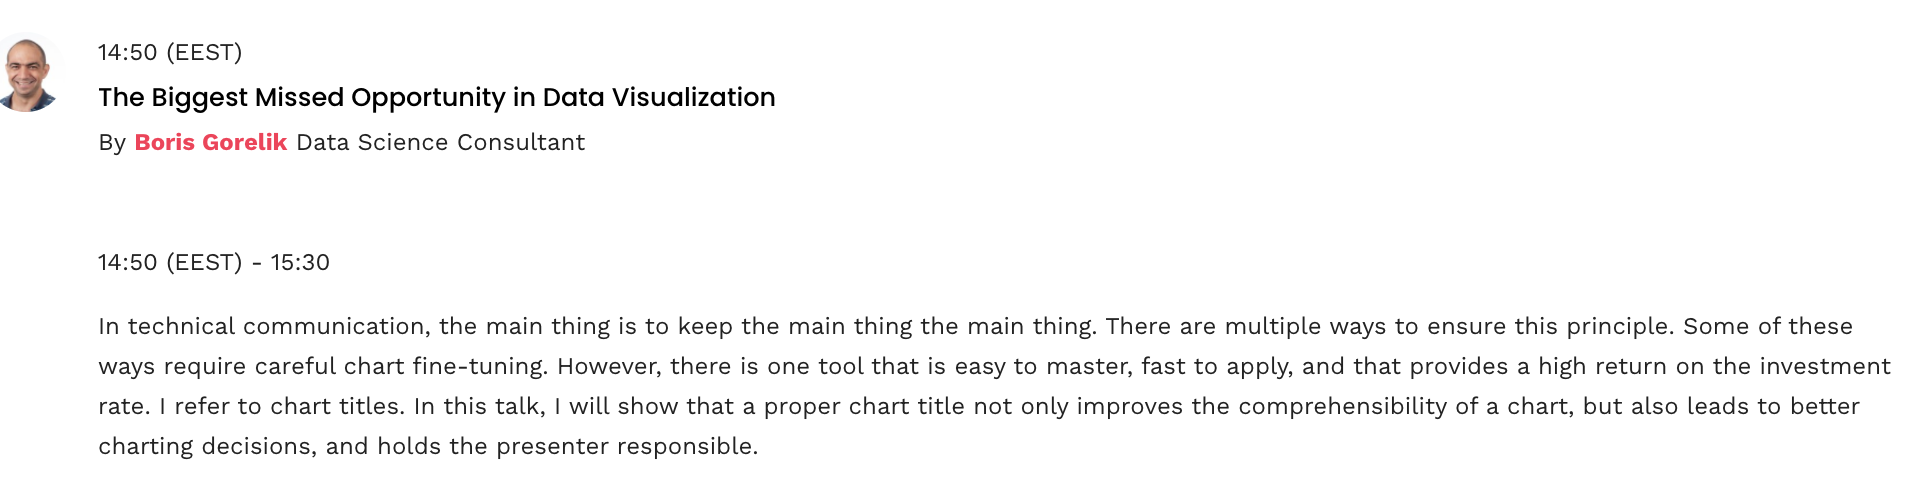 14:50 (EEST)
The Biggest Missed Opportunity in Data Visualization
By Boris Gorelik Data Science Consultant
14:50 (EEST) - 15:30
In technical communication, the main thing is to keep the main thing the main thing. There are multiple ways to ensure this principle. Some of these
ways require careful chart fine-tuning. However, there is one tool that is easy to master, fast to apply, and that provides a high return on the investment
rate. I refer to chart titles. In this talk, I will show that a proper chart title not only improves the comprehensibility of a chart, but also leads to better
charting decisions, and holds the presenter responsible.